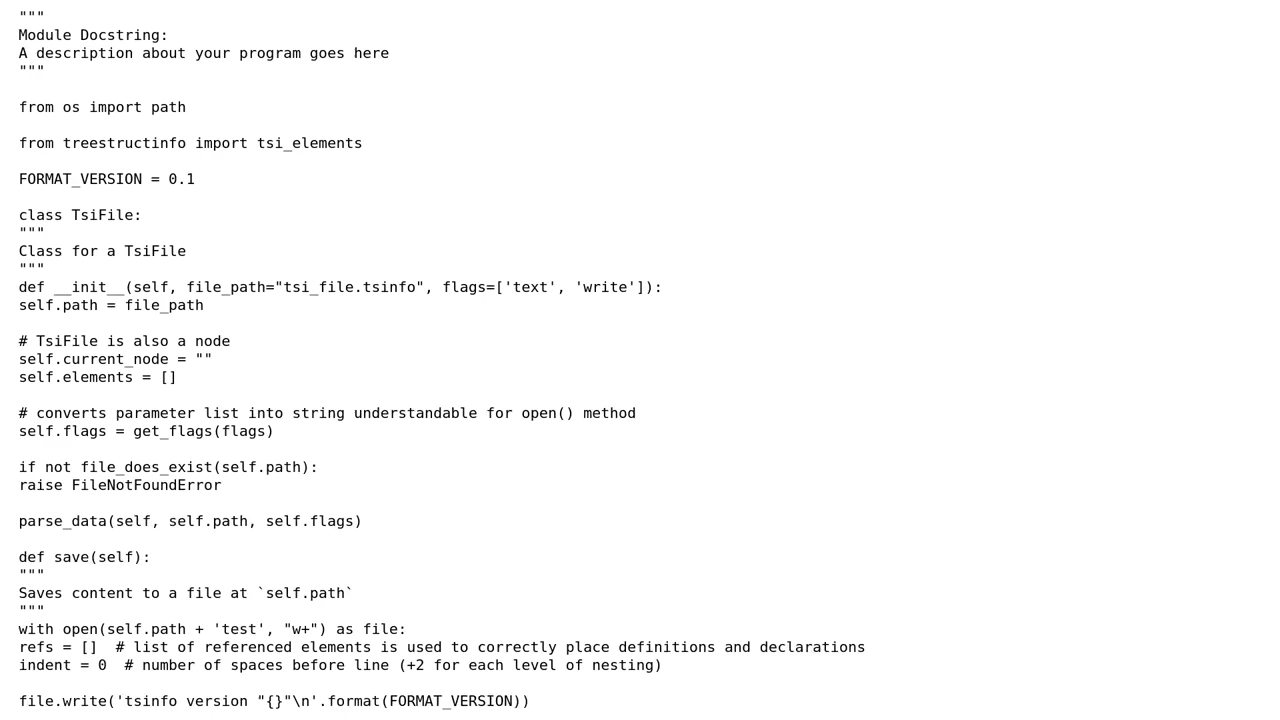 """
Module Docstring:
A description about your program goes here
"""

from os import path

from treestructinfo import tsi_elements

FORMAT_VERSION = 0.1

class TsiFile:
"""
Class for a TsiFile
"""
def __init__(self, file_path="tsi_file.tsinfo", flags=['text', 'write']):
self.path = file_path

# TsiFile is also a node
self.current_node = ""
self.elements = []

# converts parameter list into string understandable for open() method
self.flags = get_flags(flags)

if not file_does_exist(self.path):
raise FileNotFoundError

parse_data(self, self.path, self.flags)

def save(self):
"""
Saves content to a file at `self.path`
"""
with open(self.path + 'test', "w+") as file:
refs = []  # list of referenced elements is used to correctly place definitions and declarations
indent = 0  # number of spaces before line (+2 for each level of nesting)

file.write('tsinfo version "{}"\n'.format(FORMAT_VERSION))